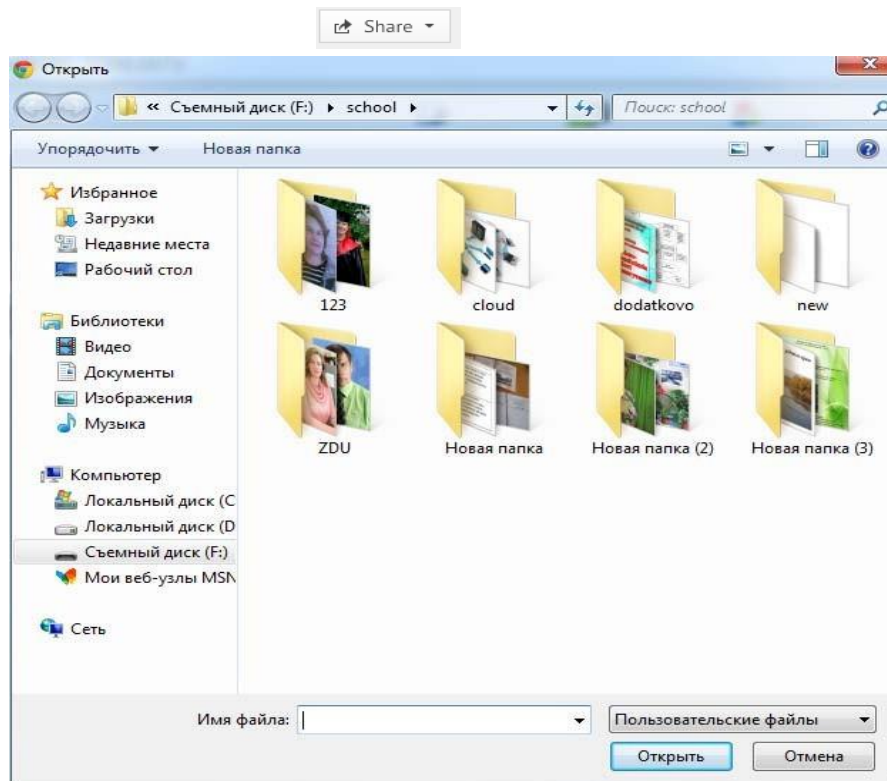 Share
Открыть
« Съемный диск (F:) school
Поиск: school
Упорядочить
Новая папка
Избранное
Загрузки
Недавние места
Рабочий стол
Библиотеки
Видео
Документы
Изображения
Музыка
Компьютер
Локальный диск (C
Локальный диск (D
Съемный диск (F:)
Мои веб-узлы MSN
Сеть
123
cloud
dodatkovo
new
ZDU
Новая папка
Новая папка (2)
Новая папка (3)
Имя файла:
Пользовательские файлы
Открыть
Отмена